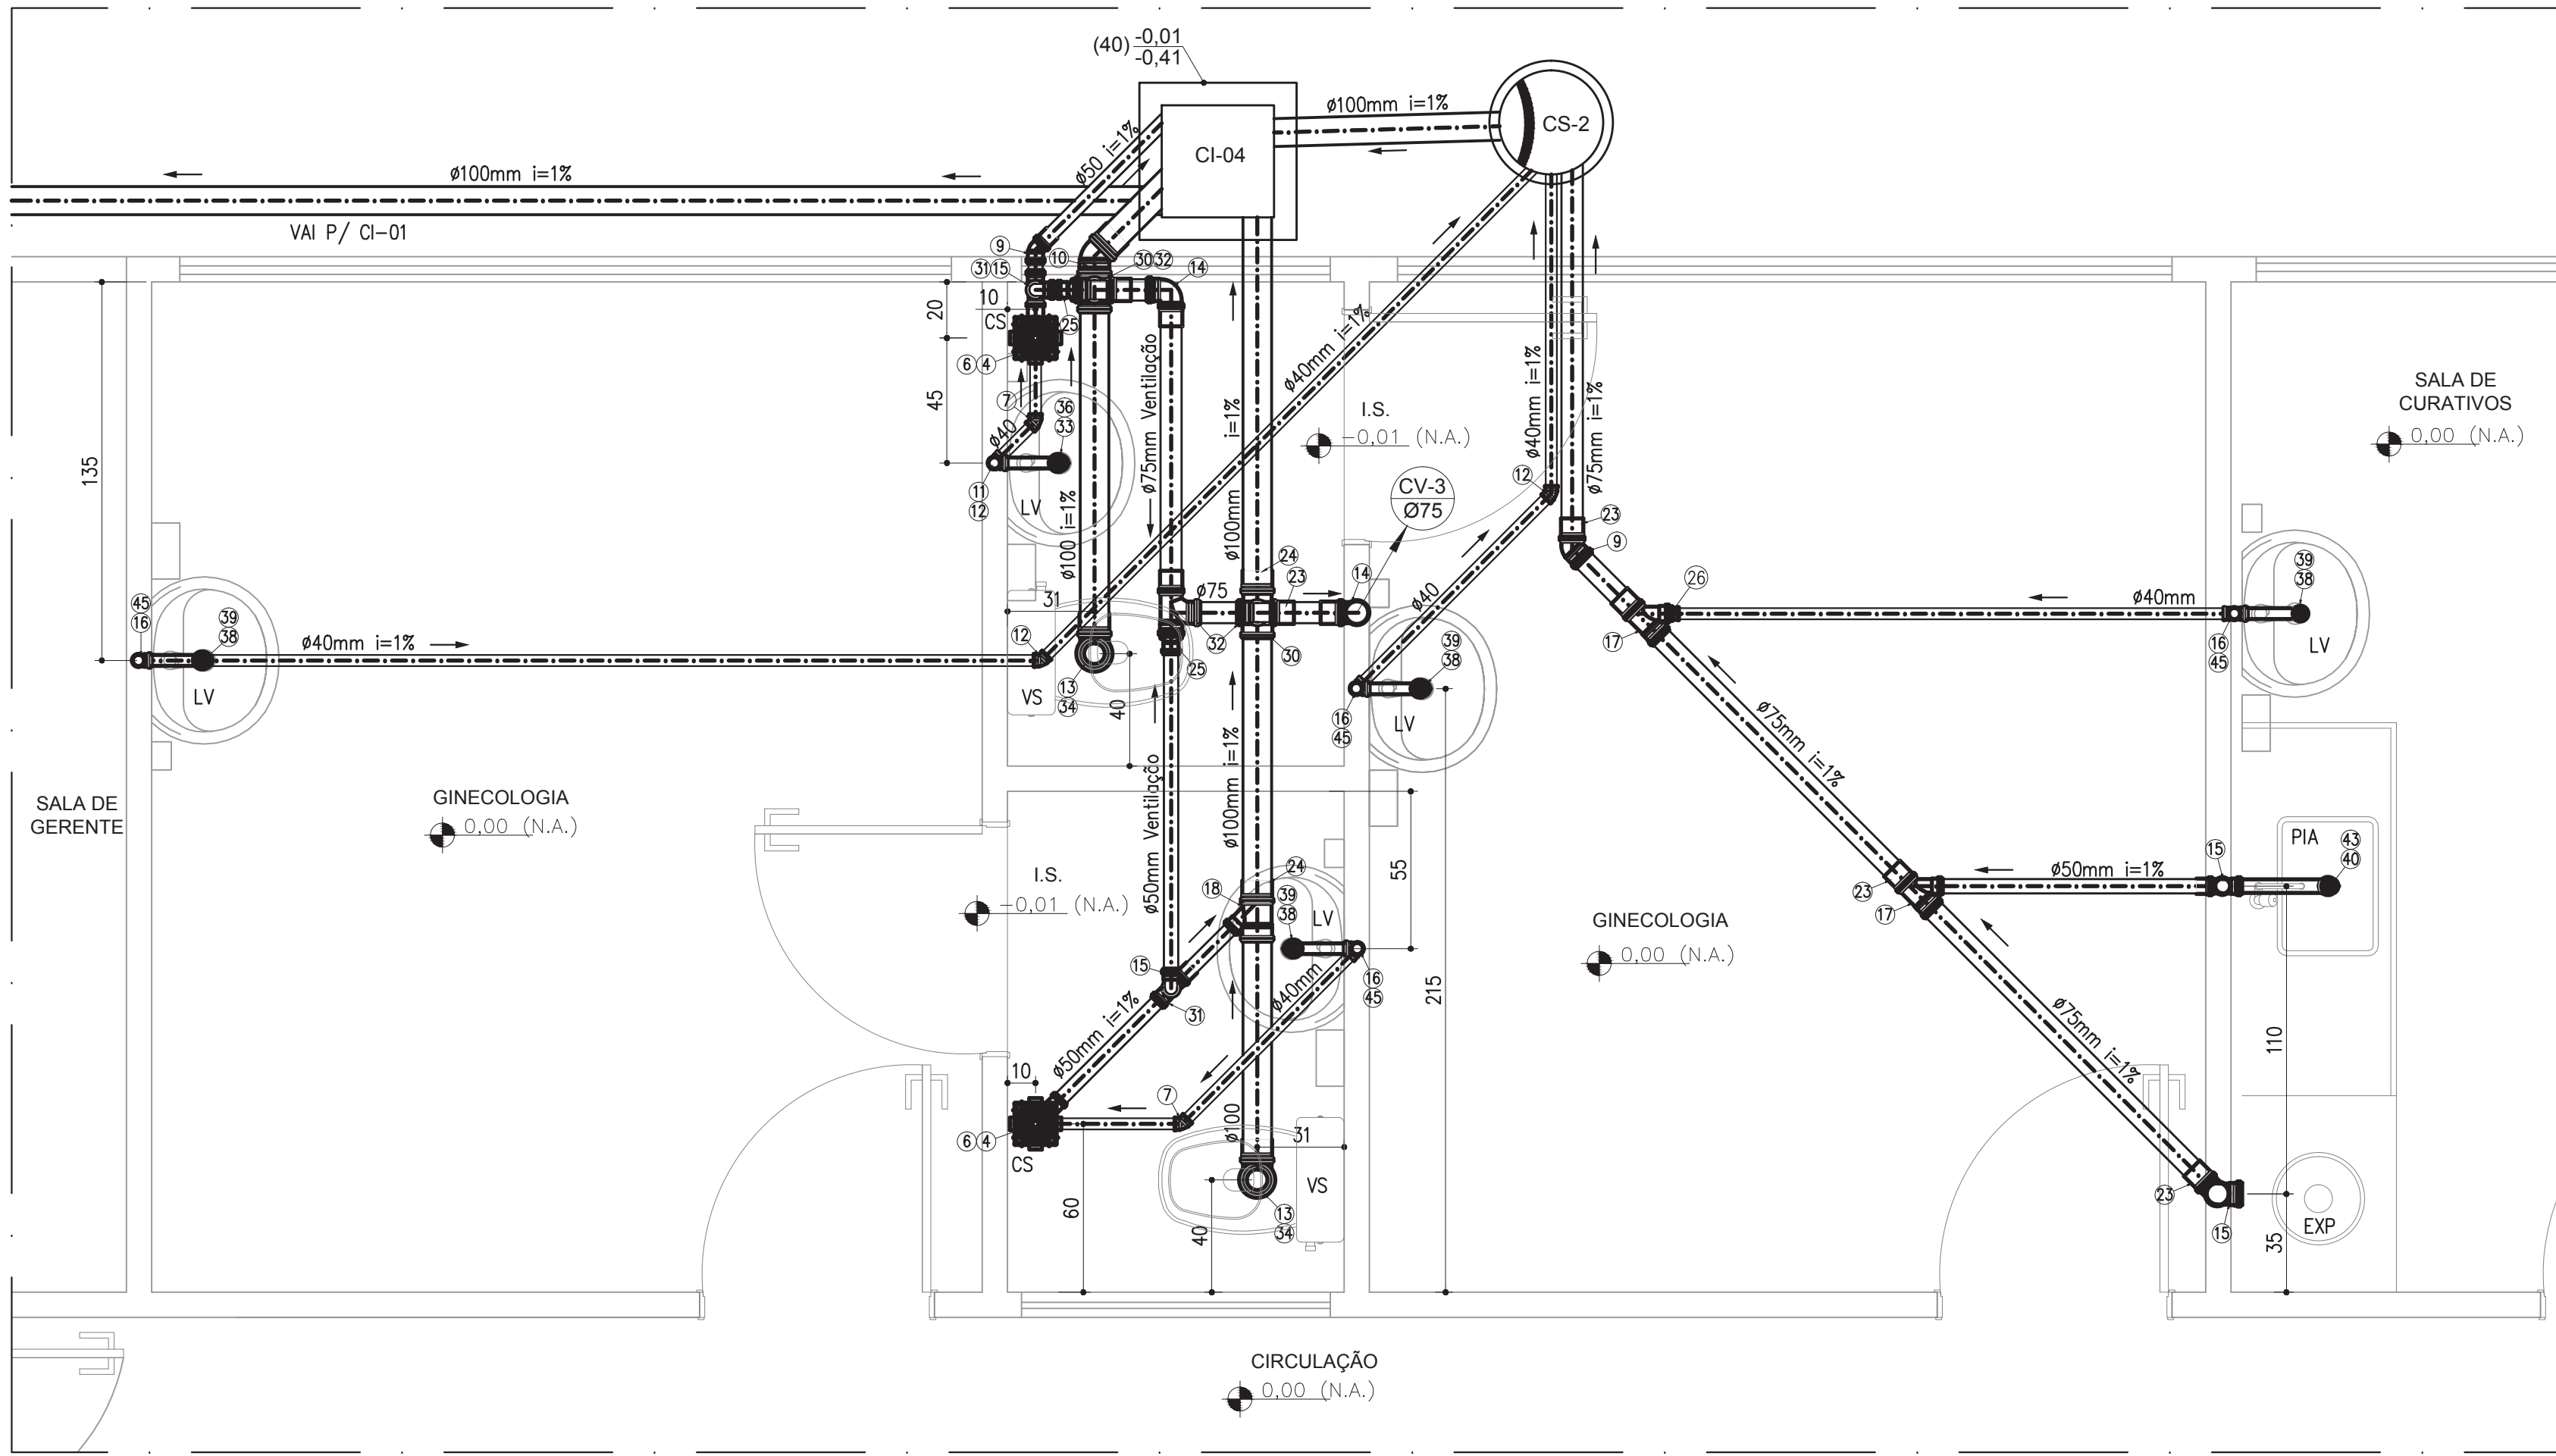 (40) -0,01
-0,41
ø100mm i=1%
CS-2
CI-04
ø50 i=1%
ø100mm i=1%
VAI P/ CI-01
9
10
30 32
14
31 15
10
20
CS
25
6 4
45
7
36
33
ø40
11
12
LV
135
ø100 i=1%
ø75mm Ventilação
i=1%
ø100mm
ø40mm i=1%
I.S.
-0,01 (N.A.)
CV-3
Ø75
ø40mm i=1%
ø75mm i=1%
12
23
9
SALA DE
CURATIVOS
0,00 (N.A.)
24
23
14
ø75
31
32
30
25
12
13
34
VS
40
45
16
39
38
ø40mm i=1%
LV
ø40
39
38
16
45
LV
26
17
ø40mm
39
38
16
45
LV
ø75mm i=1%
SALA DE
GERENTE
GINECOLOGIA
0,00 (N.A.)
ø50mm Ventilação
ø100mm i=1%
55
I.S.
-0,01 (N.A.)
18
24
39
38
LV
15
16
45
31
ø40mm
ø50mm i=1%
215
GINECOLOGIA
0,00 (N.A.)
23
17
ø50mm i=1%
15
PIA
43
40
ø75mm i=1%
110
10
7
6 4
CS
ø100
31
VS
60
40
13
34
23
15
EXP
35
CIRCULAÇÃO
0,00 (N.A.)